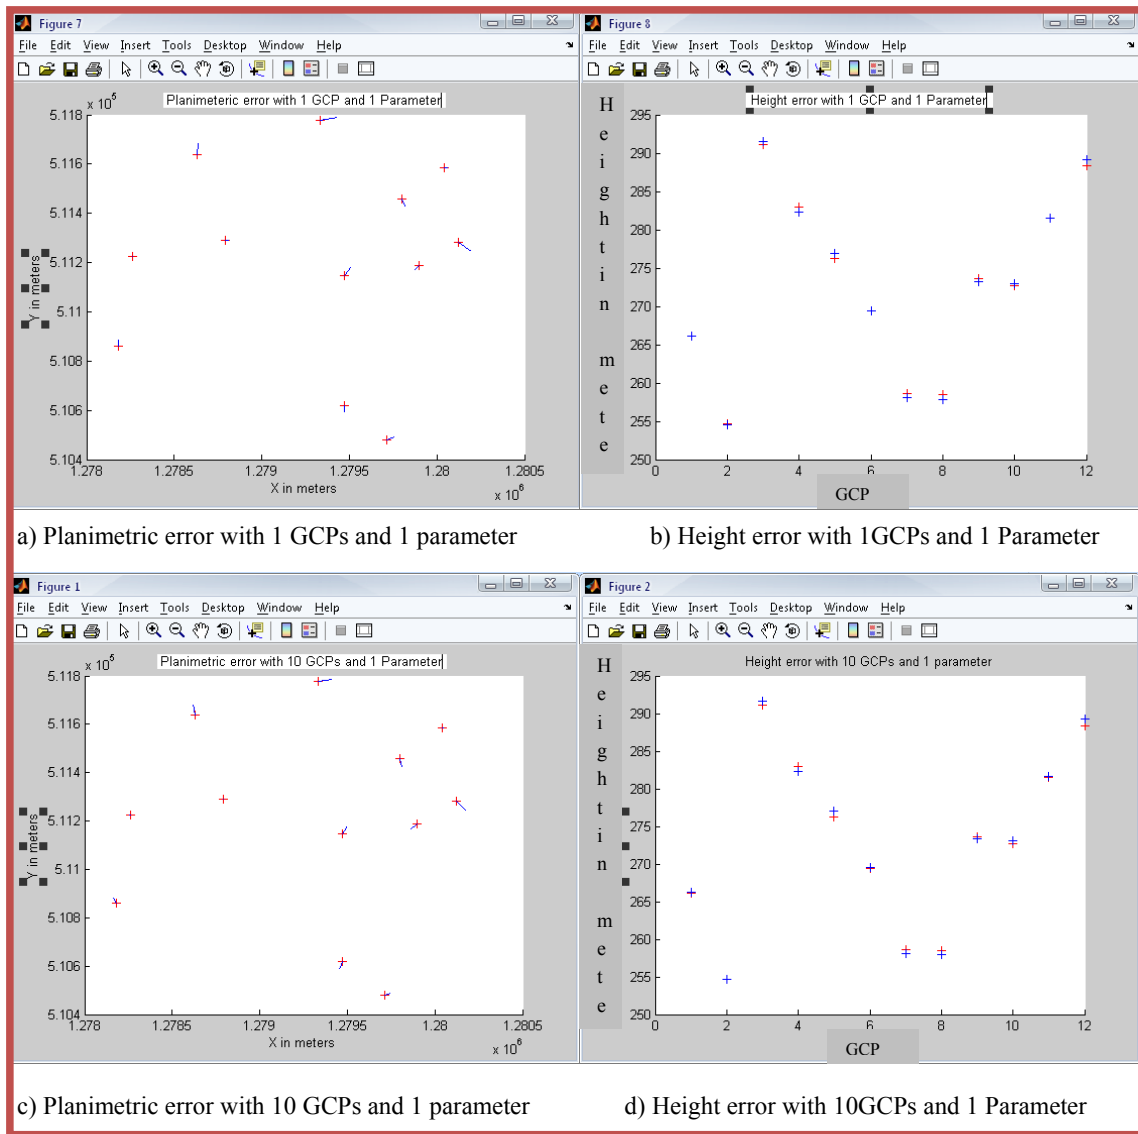 Figure 7
File Edit View Insert Tools Desktop Window Help
Planimeteric error with 1 GCP and 1 Parameter
x 10^5
5.118
5.116
5.114
5.112
5.11
5.108
5.106
5.104
Y in meters
1.278 1.2785 1.279 1.2795 1.28 1.2805
X in meters
x 10^6
Figure 8
File Edit View Insert Tools Desktop Window Help
Height error with 1 GCP and 1 Parameter
H
e
i
g
h
t
i
n
m
e
t
e
295
290
285
280
275
270
265
260
255
250
0 2 4 6 8 10 12
GCP
a) Planimetric error with 1 GCPs and 1 parameter
b) Height error with 1GCPs and 1 Parameter
Figure 1
File Edit View Insert Tools Desktop Window Help
Planimetric error with 10 GCPs and 1 Parameter
x 10^5
5.118
5.116
5.114
5.112
5.11
5.108
5.106
5.104
Y in meters
1.278 1.2785 1.279 1.2795 1.28 1.2805
X in meters
x 10^6
Figure 2
File Edit View Insert Tools Desktop Window Help
Height error with 10 GCPs and 1 parameter
H
e
i
g
h
t
i
n
m
e
t
e
295
290
285
280
275
270
265
260
255
250
0 2 4 6 8 10 12
GCP
c) Planimetric error with 10 GCPs and 1 parameter
d) Height error with 10GCPs and 1 Parameter